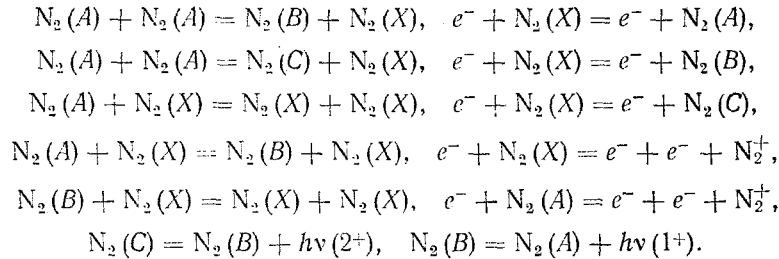 N₂(A) + N₂(A) = N₂(B) + N₂(X), e⁻ + N₂(X) = e⁻ + N₂(A),
N₂(A) + N₂(A) = N₂(C) + N₂(X), e⁻ + N₂(X) = e⁻ + N₂(B),
N₂(A) + N₂(X) = N₂(X) + N₂(X), e⁻ + N₂(X) = e⁻ + N₂(C),
N₂(A) + N₂(X) = N₂(B) + N₂(X), e⁻ + N₂(X) = e⁻ + e⁻ + N₂⁺,
N₂(B) + N₂(X) = N₂(X) + N₂(X), e⁻ + N₂(A) = e⁻ + e⁻ + N₂⁺,
N₂(C) = N₂(B) + hν(2⁺), N₂(B) = N₂(A) + hν(1⁺).